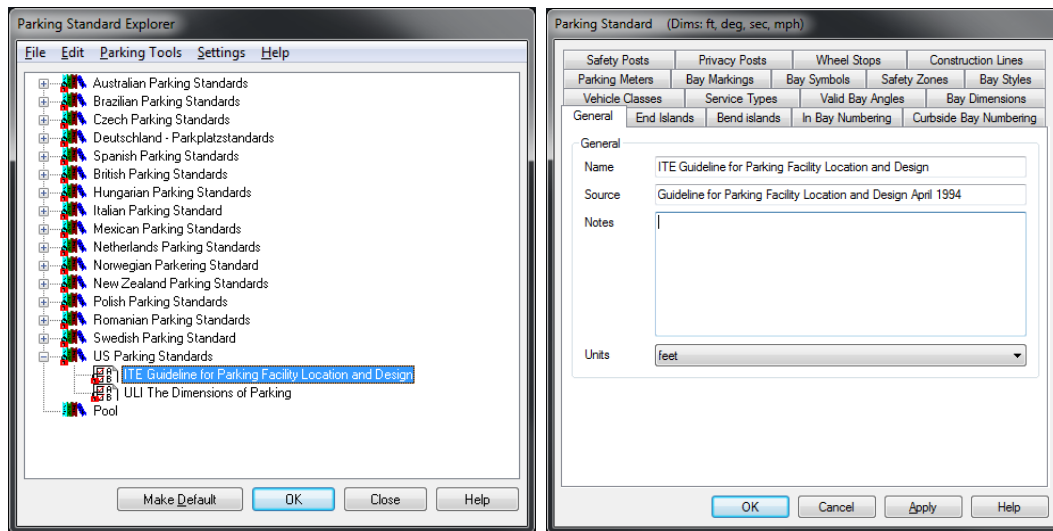 Parking Standard Explorer
File Edit Parking Tools Settings Help
Australian Parking Standards
Brazilian Parking Standards
Czech Parking Standards
Deutschland - Parkplatzstandards
Spanish Parking Standards
British Parking Standards
Hungarian Parking Standards
Italian Parking Standard
Mexican Parking Standards
Netherlands Parking Standards
Norwegian Parkering Standard
New Zealand Parking Standards
Polish Parking Standards
Romanian Parking Standards
Swedish Parking Standard
US Parking Standards
ITE Guideline for Parking Facility Location and Design
ULI The Dimensions of Parking
Pool
Make Default OK Close Help
Parking Standard (Dims: ft, deg, sec, mph)
Safety Posts Privacy Posts Wheel Stops Construction Lines
Parking Meters Bay Markings Bay Symbols Safety Zones Bay Styles
Vehicle Classes Service Types Valid Bay Angles Bay Dimensions
General End Islands Bend islands In Bay Numbering Curbside Bay Numbering
General
Name ITE Guideline for Parking Facility Location and Design
Source Guideline for Parking Facility Location and Design April 1994
Notes
Units feet
OK Cancel Apply Help